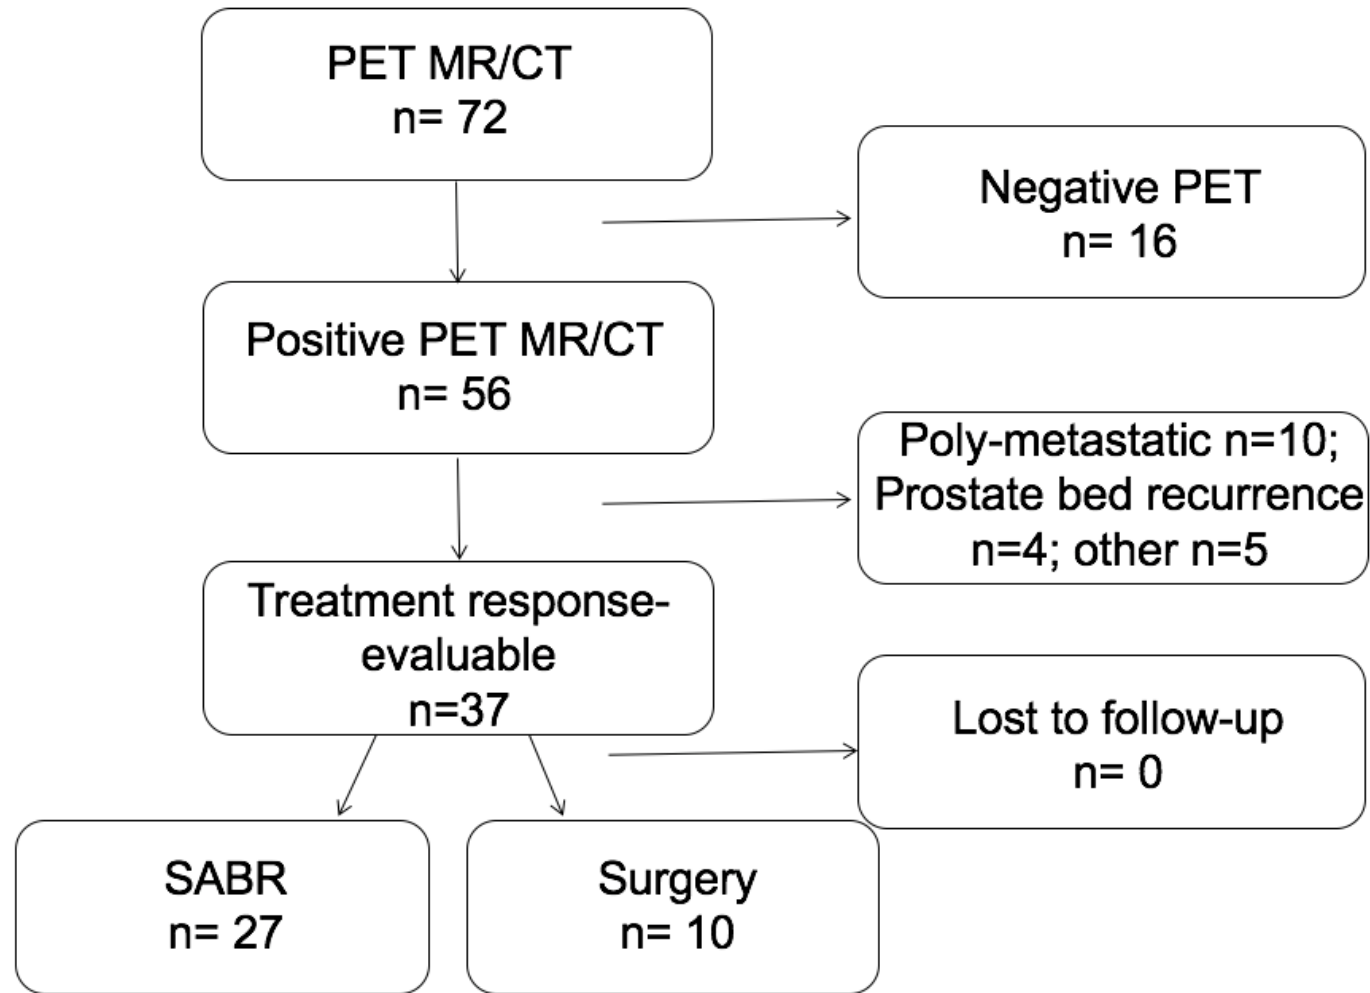 PET MR/CT
n= 72
Negative PET
n= 16
Positive PET MR/CT
n= 56
Poly-metastatic n=10;
Prostate bed recurrence
n=4; other n=5
Treatment response-
evaluable
n=37
Lost to follow-up
n= 0
SABR
n= 27
Surgery
n= 10